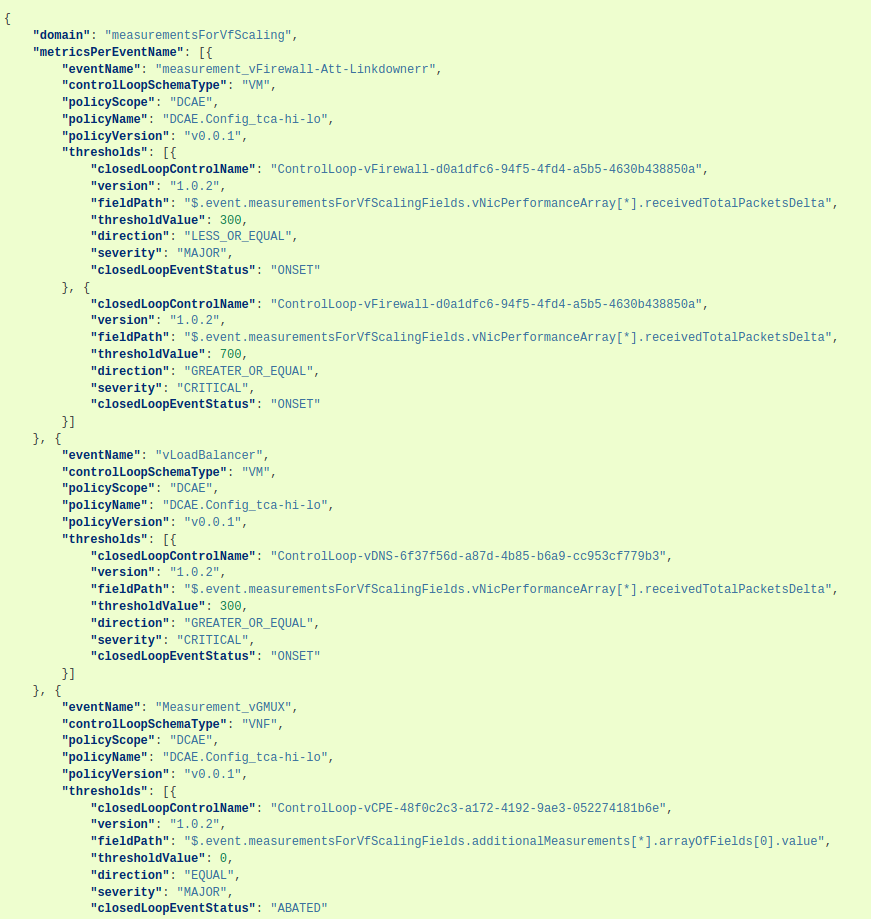 {
    "domain": "measurementsForVfScaling",
    "metricsPerEventName": [{
        "eventName": "measurement_vFirewall-Att-Linkdownerr",
        "controlLoopSchemaType": "VM",
        "policyScope": "DCAE",
        "policyName": "DCAE.Config_tca-hi-lo",
        "policyVersion": "v0.0.1",
        "thresholds": [{
            "closedLoopControlName": "ControlLoop-vFirewall-d0a1dfc6-94f5-4fd4-a5b5-4630b438850a",
            "version": "1.0.2",
            "fieldPath": "$.event.measurementsForVfScalingFields.vNicPerformanceArray[*].receivedTotalPacketsDelta",
            "thresholdValue": 300,
            "direction": "LESS_OR_EQUAL",
            "severity": "MAJOR",
            "closedLoopEventStatus": "ONSET"
        }, {
            "closedLoopControlName": "ControlLoop-vFirewall-d0a1dfc6-94f5-4fd4-a5b5-4630b438850a",
            "version": "1.0.2",
            "fieldPath": "$.event.measurementsForVfScalingFields.vNicPerformanceArray[*].receivedTotalPacketsDelta",
            "thresholdValue": 700,
            "direction": "GREATER_OR_EQUAL",
            "severity": "CRITICAL",
            "closedLoopEventStatus": "ONSET"
        }]
    }, {
        "eventName": "vLoadBalancer",
        "controlLoopSchemaType": "VM",
        "policyScope": "DCAE",
        "policyName": "DCAE.Config_tca-hi-lo",
        "policyVersion": "v0.0.1",
        "thresholds": [{
            "closedLoopControlName": "ControlLoop-vDNS-6f37f56d-a87d-4b85-b6a9-cc953cf779b3",
            "version": "1.0.2",
            "fieldPath": "$.event.measurementsForVfScalingFields.vNicPerformanceArray[*].receivedTotalPacketsDelta",
            "thresholdValue": 300,
            "direction": "GREATER_OR_EQUAL",
            "severity": "CRITICAL",
            "closedLoopEventStatus": "ONSET"
        }]
    }, {
        "eventName": "Measurement_vGMUX",
        "controlLoopSchemaType": "VNF",
        "policyScope": "DCAE",
        "policyName": "DCAE.Config_tca-hi-lo",
        "policyVersion": "v0.0.1",
        "thresholds": [{
            "closedLoopControlName": "ControlLoop-vCPE-48f0c2c3-a172-4192-9ae3-052274181b6e",
            "version": "1.0.2",
            "fieldPath": "$.event.measurementsForVfScalingFields.additionalMeasurements[*].arrayOfFields[0].value",
            "thresholdValue": 0,
            "direction": "EQUAL",
            "severity": "MAJOR",
            "closedLoopEventStatus": "ABATED"